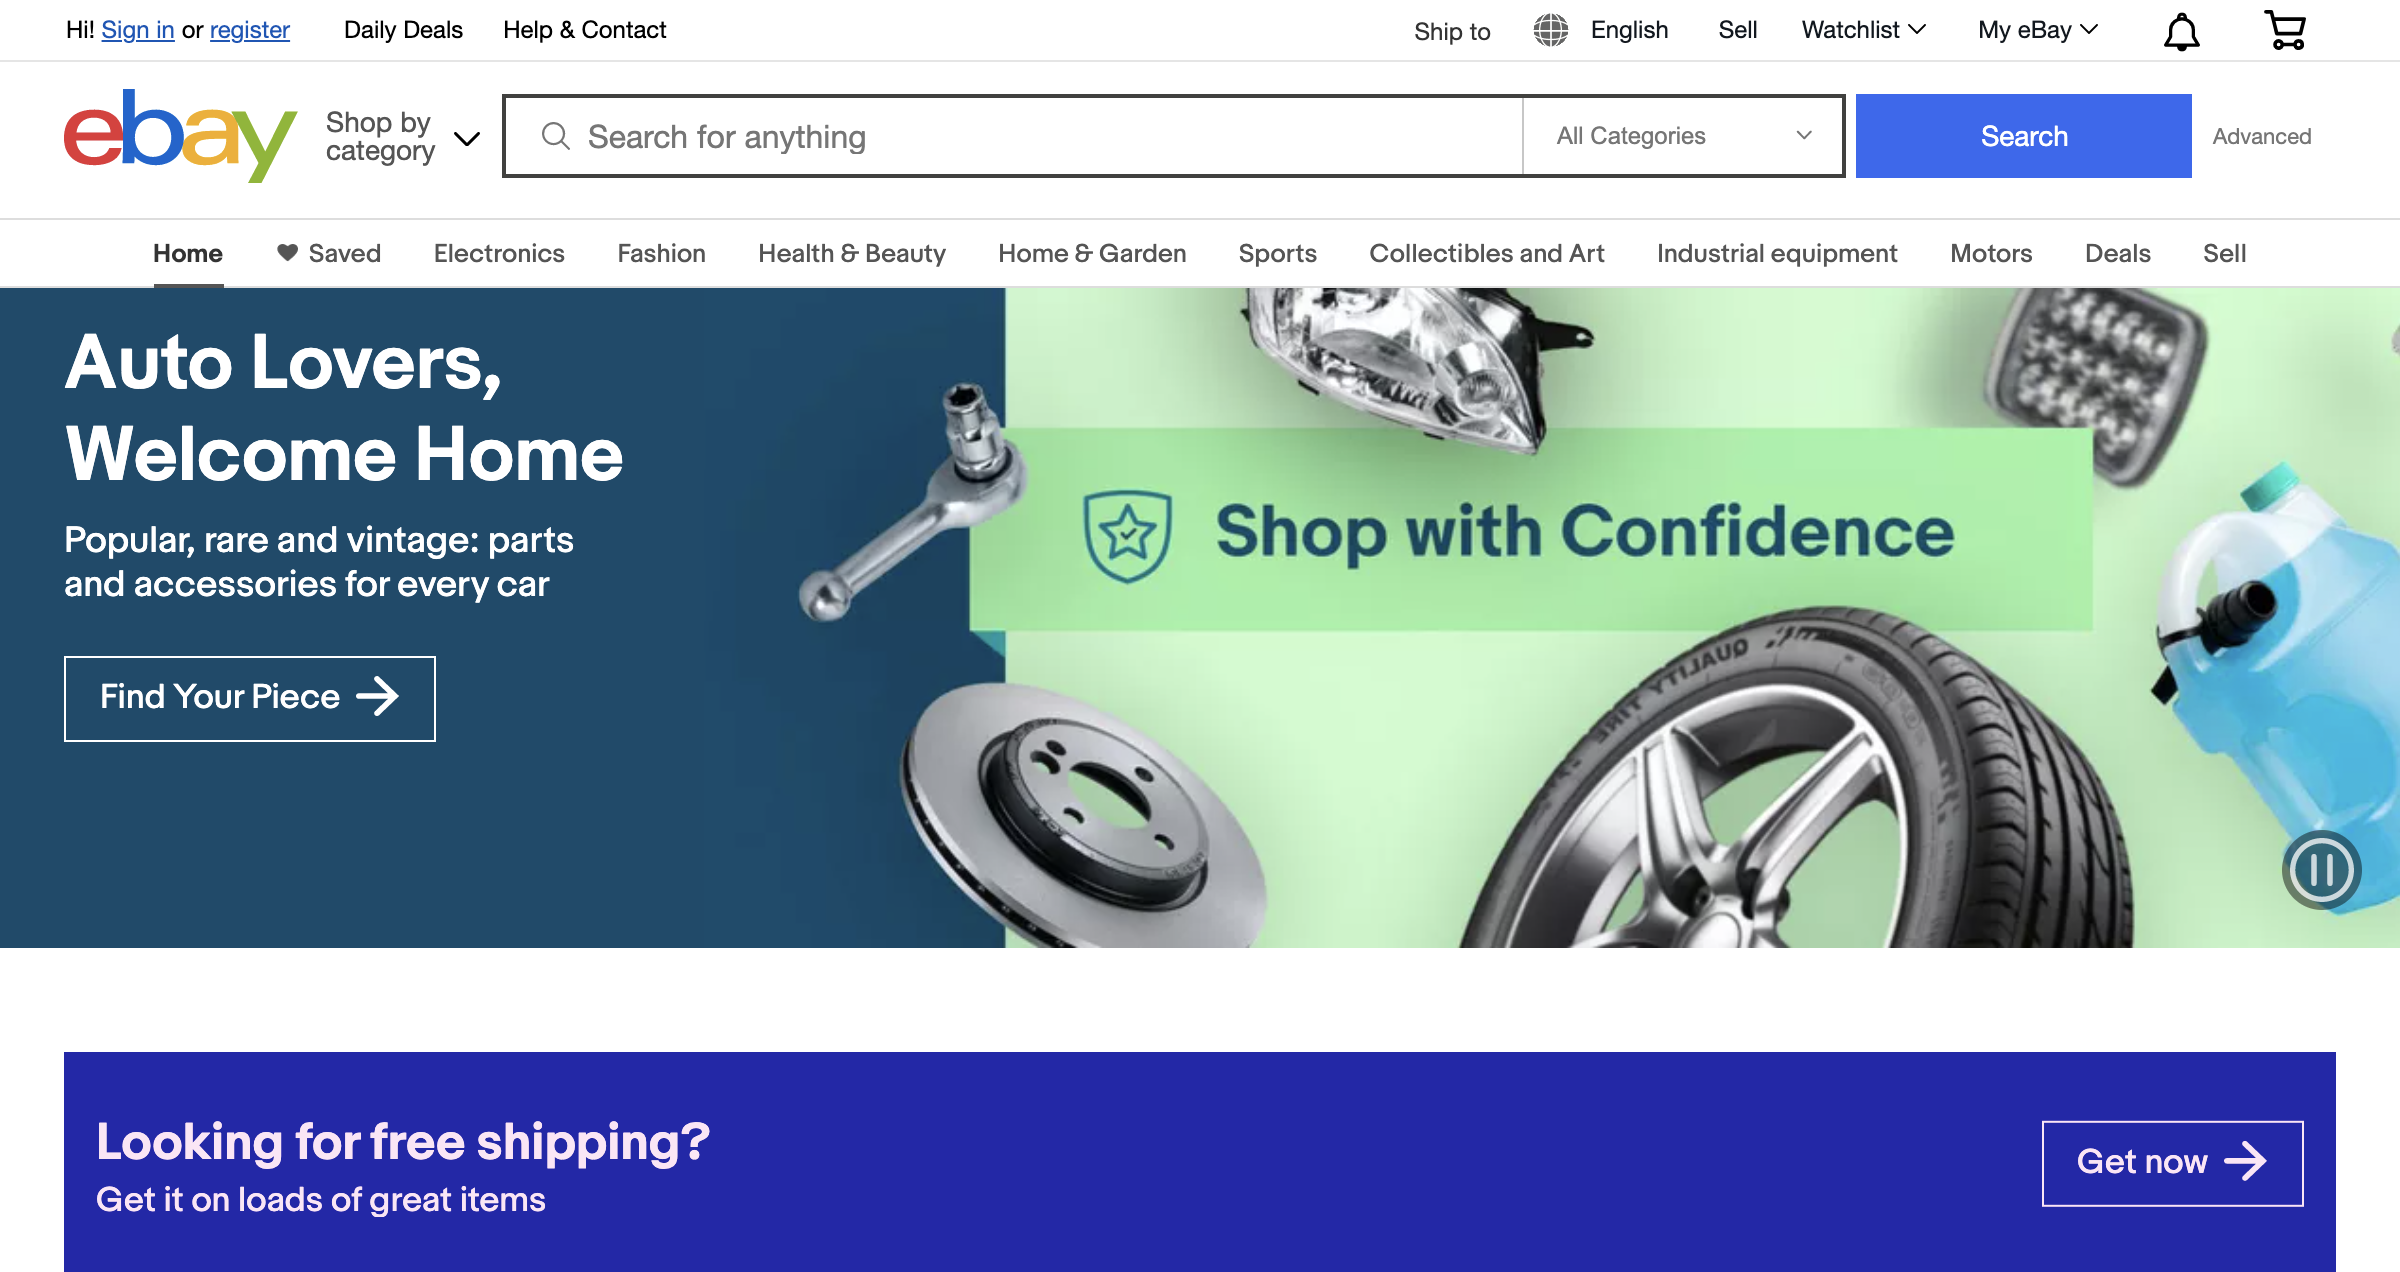 Hi! Sign in or register
Daily Deals
Help & Contact
Ship to
English
Sell
Watchlist
My eBay
ebay
Shop by
category
Search for anything
All Categories
Search
Advanced
Home
Saved
Electronics
Fashion
Health & Beauty
Home & Garden
Sports
Collectibles and Art
Industrial equipment
Motors
Deals
Sell
Auto Lovers,
Welcome Home
Popular, rare and vintage: parts
and accessories for every car
Find Your Piece
Shop with Confidence
QUALITY TIRE
Looking for free shipping?
Get it on loads of great items
Get now